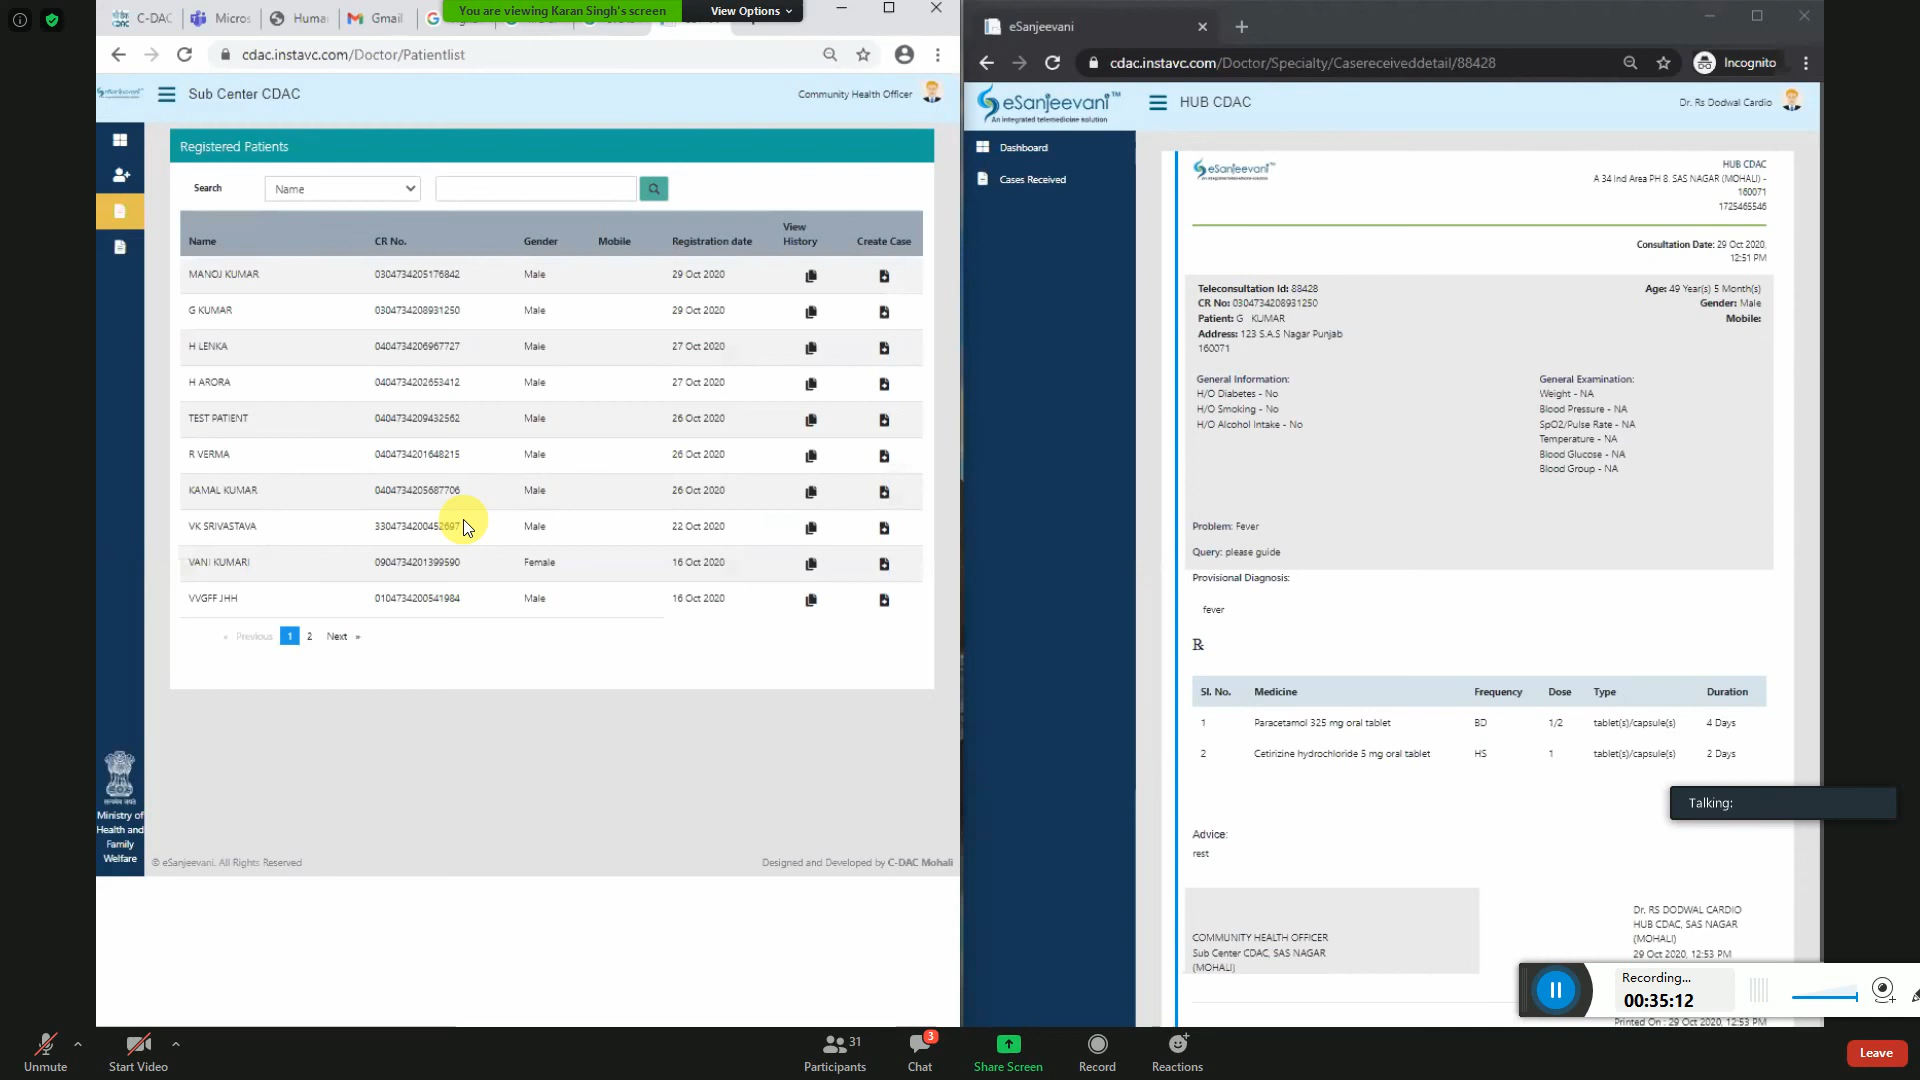 C-DAC
Micros
Huma
Gmail
You are viewing Karan Singh's screen
View Options
cdac.instavc.com/Doctor/Patientlist
Sub Center CDAC
Community Health Officer
Registered Patients
Search
Name
Name CR No. Gender Mobile Registration date View History Create Case
MANOJ KUMAR 0304734205176842 Male 29 Oct 2020
G KUMAR 0304734208931250 Male 29 Oct 2020
H LENKA 0404734206967727 Male 27 Oct 2020
H ARORA 0404734202653412 Male 27 Oct 2020
TEST PATIENT 0404734209432562 Male 26 Oct 2020
R VERMA 0404734201648215 Male 26 Oct 2020
KAMAL KUMAR 0404734205687706 Male 26 Oct 2020
VK SRIVASTAVA 3304734200452697 Male 22 Oct 2020
VANI KUMARI 0904734201399590 Female 16 Oct 2020
VVGFF JHH 0104734200541984 Male 16 Oct 2020
« Previous 1 2 Next »
Ministry of
Health and
Family
Welfare
© eSanjeevani. All Rights Reserved
Designed and Developed by C-DAC Mohali
eSanjeevani
cdac.instavc.com/Doctor/Specialty/Casereceiveddetail/88428
Incognito
eSanjeevani™
An integrated telemedicine solution
HUB CDAC
Dr. Rs Dodwal Cardio
Dashboard
Cases Received
eSanjeevani™
HUB CDAC
A 34 Ind Area PH 8. SAS NAGAR (MOHALI) -
160071
1725465546
Consultation Date: 29 Oct 2020,
12:51 PM
Teleconsultation Id: 88428
CR No: 0304734208931250
Patient: G KUMAR
Address: 123 S.A.S Nagar Punjab
160071
Age: 49 Year(s) 5 Month(s)
Gender: Male
Mobile:
General Information:
H/O Diabetes - No
H/O Smoking - No
H/O Alcohol Intake - No
General Examination:
Weight - NA
Blood Pressure - NA
SpO2/Pulse Rate - NA
Temperature - NA
Blood Glucose - NA
Blood Group - NA
Problem: Fever
Query: please guide
Provisional Diagnosis:
fever
℞
Sl. No. Medicine Frequency Dose Type Duration
1 Paracetamol 325 mg oral tablet BD 1/2 tablet(s)/capsule(s) 4 Days
2 Cetirizine hydrochloride 5 mg oral tablet HS 1 tablet(s)/capsule(s) 2 Days
Talking:
Advice:
rest
COMMUNITY HEALTH OFFICER
Sub Center CDAC, SAS NAGAR
(MOHALI)
Dr. RS DODWAL CARDIO
HUB CDAC, SAS NAGAR
(MOHALI)
29 Oct 2020, 12:53 PM
Recording...
00:35:12
Printed On : 29 Oct 2020, 12:53 PM
Unmute
Start Video
31
Participants
3
Chat
Share Screen
Record
Reactions
Leave